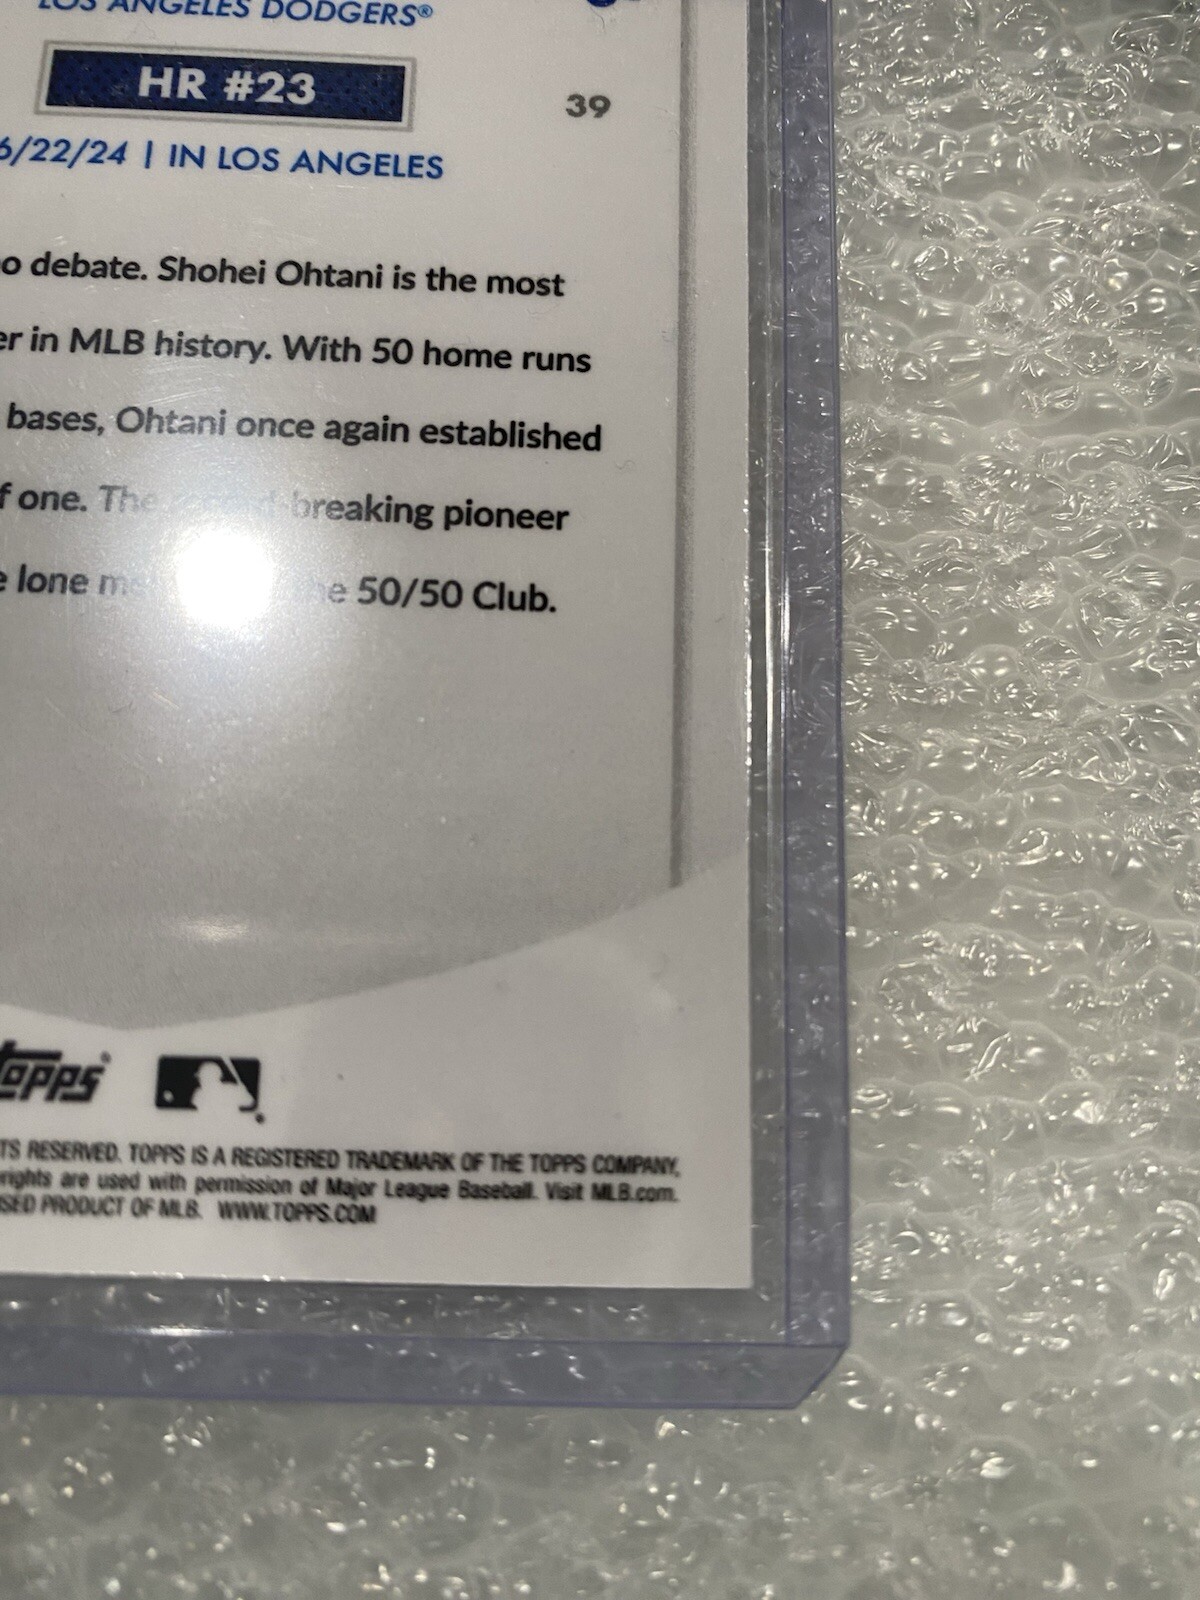 LOS ANGELES DODGERS®
HR #23
39
6/22/24 | IN LOS ANGELES
o debate. Shohei Ohtani is the most
er in MLB history. With 50 home runs
bases, Ohtani once again established
f one. The record-breaking pioneer
e lone 50/50 Club.
topps
TS RESERVED. TOPPS IS A REGISTERED TRADEMARK OF THE TOPPS COMPANY,
rights are used with permission of Major League Baseball. Visit MLB.com.
SED PRODUCT OF MLB. WWW.TOPPS.COM